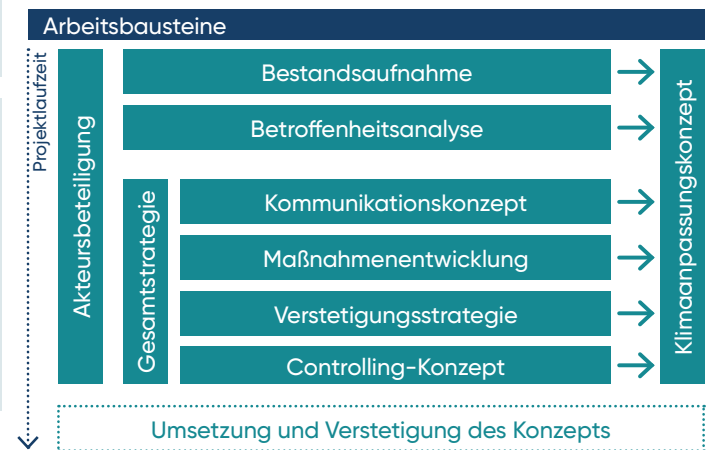 Arbeitsbausteine
Projektlaufzeit
Akteursbeteiligung
Bestandsaufnahme
Betroffenheitsanalyse
Gesamtstrategie
Kommunikationskonzept
Maßnahmenentwicklung
Verstetigungsstrategie
Controlling-Konzept
Klimaanpassungskonzept
Umsetzung und Verstetigung des Konzepts